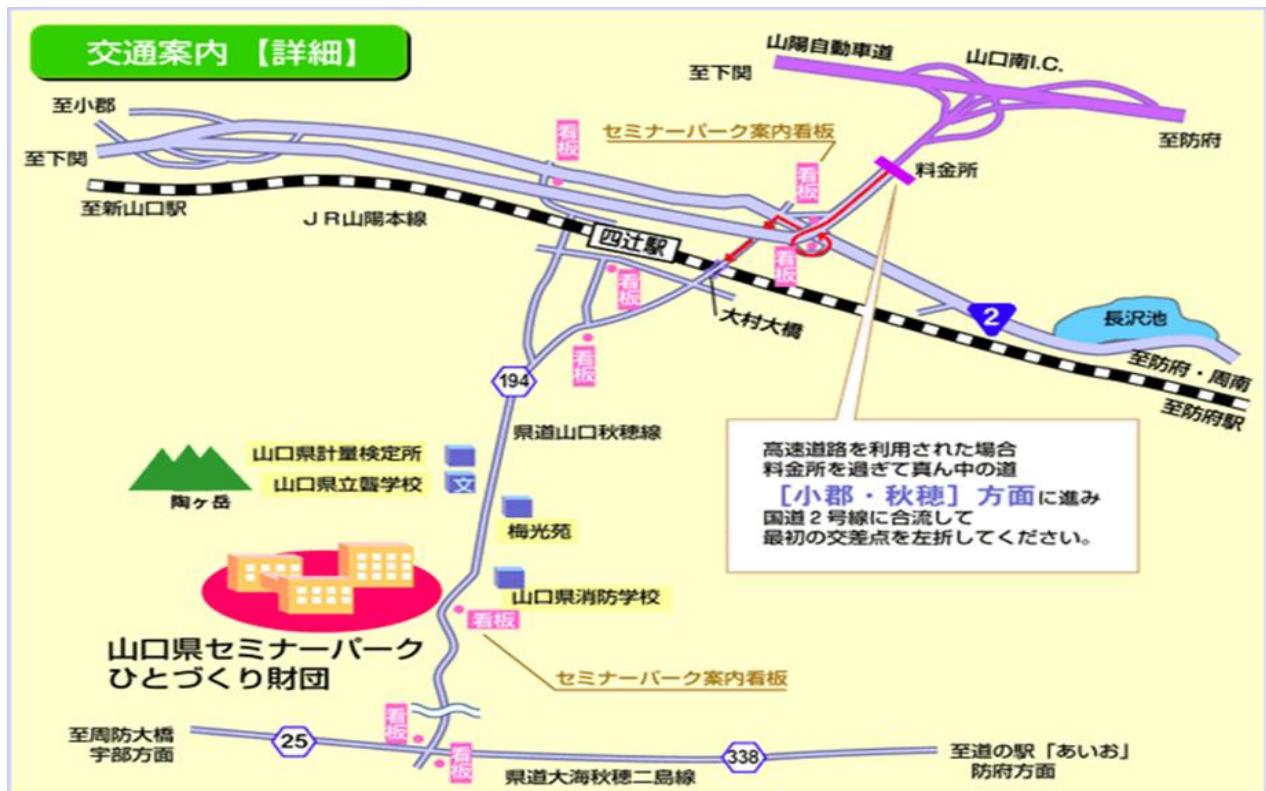 交通案内【詳細】
山陽自動車道
山口南I.C.
至下関
至防府
至小郡
至下関
看板
セミナーパーク案内看板
看板
料金所
至新山口駅
JR山陽本線
四辻駅
看板
看板
大村大橋
2
長沢池
至防府・周南
至防府駅
看板
194
県道山口秋穂線
高速道路を利用された場合
料金所を過ぎて真ん中の道
[小郡・秋穂]方面に進み
国道2号線に合流して
最初の交差点を左折してください。
山口県計量検定所
山口県立聾学校
文
陶ヶ岳
梅光苑
山口県消防学校
看板
山口県セミナーパーク
ひとづくり財団
セミナーパーク案内看板
看板
至周防大橋
宇部方面
25
看板
県道大海秋穂二島線
338
至道の駅「あいお」
防府方面